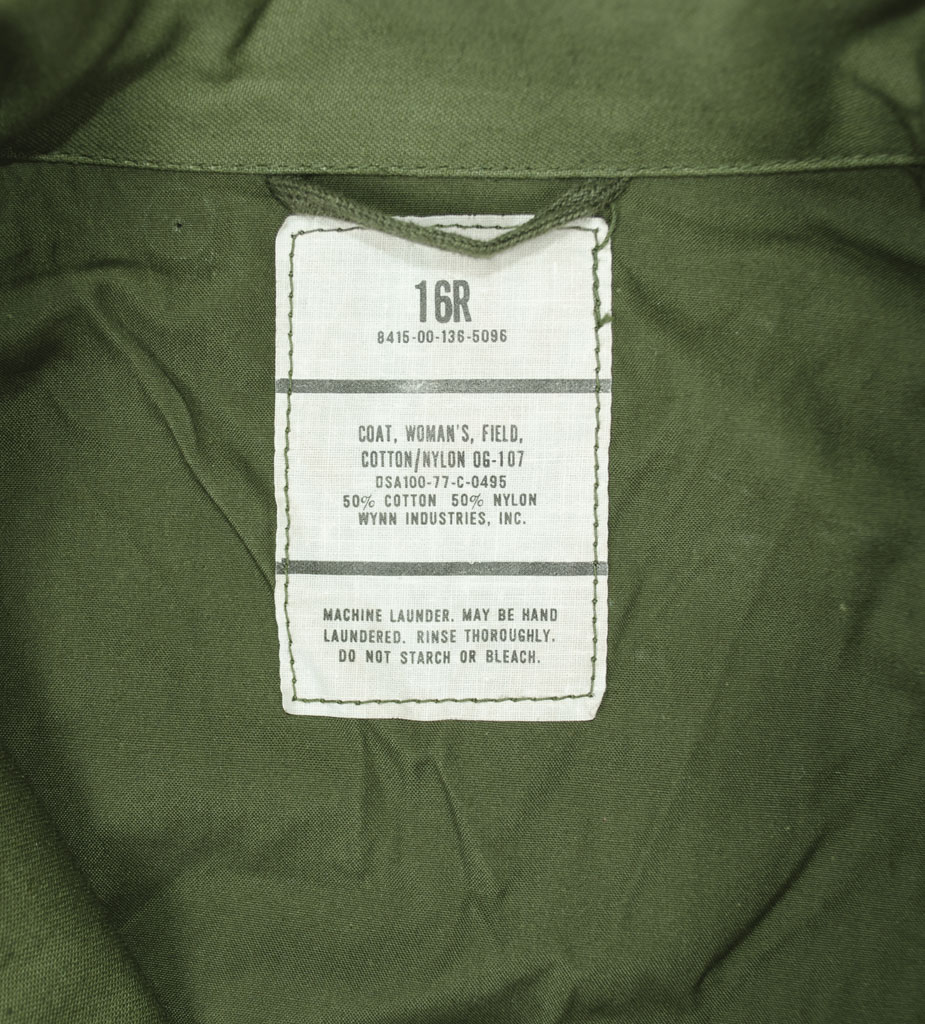 16R
8415-00-136-5096
COAT, WOMAN'S, FIELD,
COTTON/NYLON OG-107
DSA100-77-C-0495
50% COTTON 50% NYLON
WYNN INDUSTRIES, INC.
MACHINE LAUNDER. MAY BE HAND
LAUNDERED. RINSE THOROUGHLY.
DO NOT STARCH OR BLEACH.